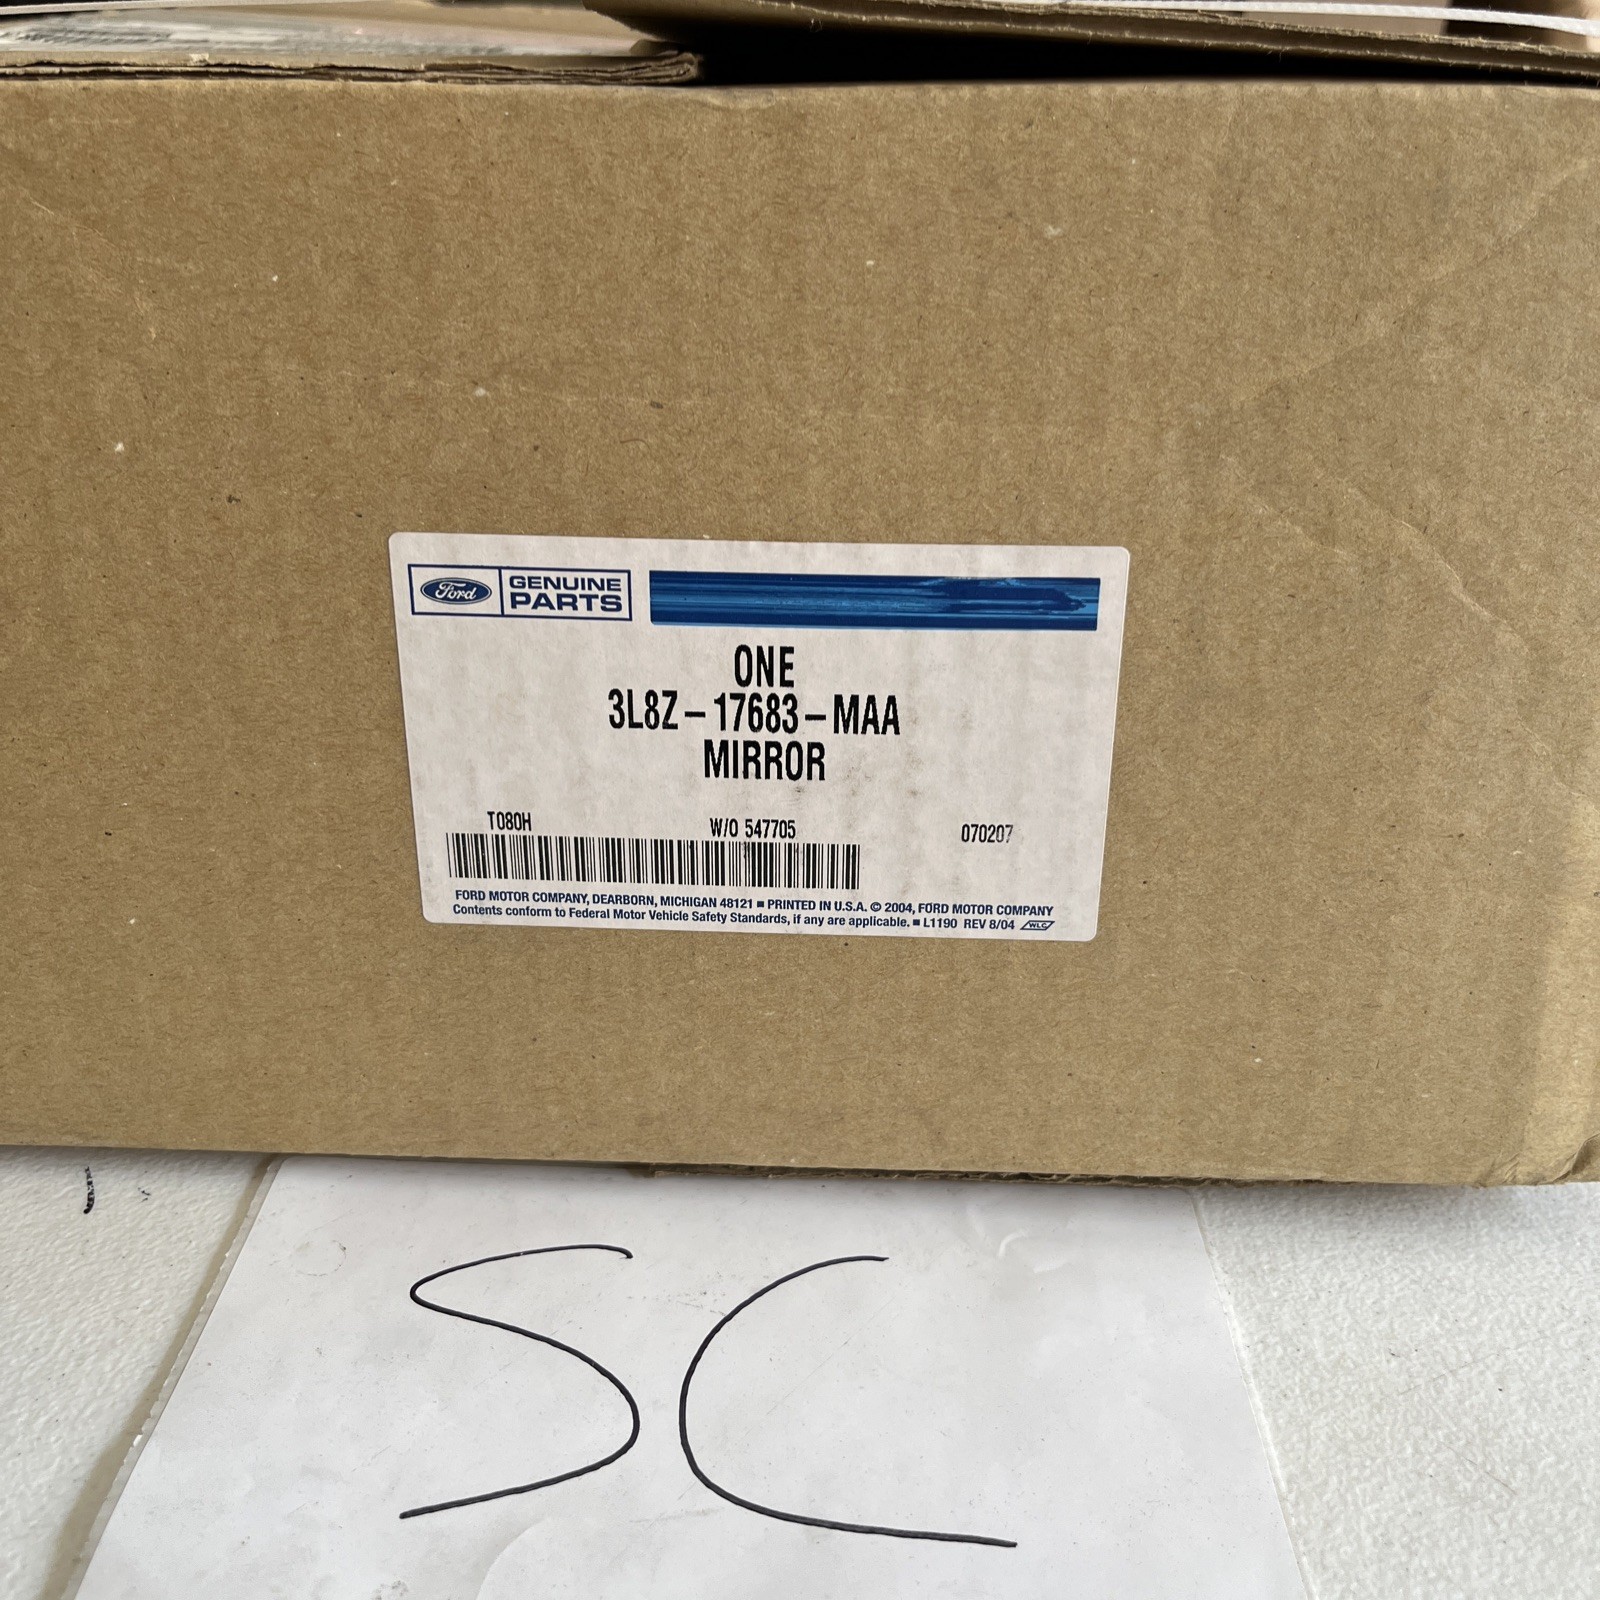 Ford GENUINE PARTS
ONE
3L8Z-17683-MAA
MIRROR
T080H W/O 547705 070207
FORD MOTOR COMPANY, DEARBORN, MICHIGAN 48121 ■ PRINTED IN U.S.A. © 2004, FORD MOTOR COMPANY
Contents conform to Federal Motor Vehicle Safety Standards, if any are applicable. ■ L1190 REV 8/04 WLC
SC